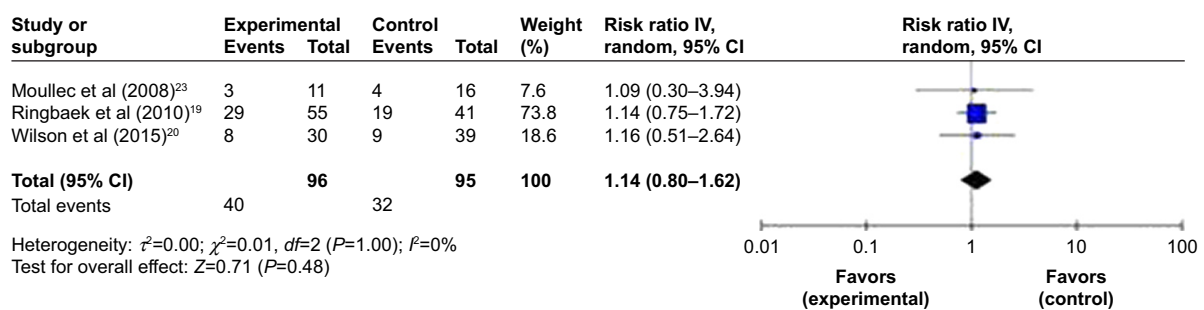 Study or subgroup Experimental Control Weight (%) Risk ratio IV, random, 95% CI Risk ratio IV, random, 95% CI
Events Total Events Total
Moullec et al (2008)23 3 11 4 16 7.6 1.09 (0.30–3.94)
Ringbaek et al (2010)19 29 55 19 41 73.8 1.14 (0.75–1.72)
Wilson et al (2015)20 8 30 9 39 18.6 1.16 (0.51–2.64)
Total (95% CI) 96 95 100 1.14 (0.80–1.62)
Total events 40 32
Heterogeneity: τ²=0.00; χ²=0.01, df=2 (P=1.00); I²=0%
Test for overall effect: Z=0.71 (P=0.48)
0.01 0.1 1 10 100
Favors (experimental) Favors (control)